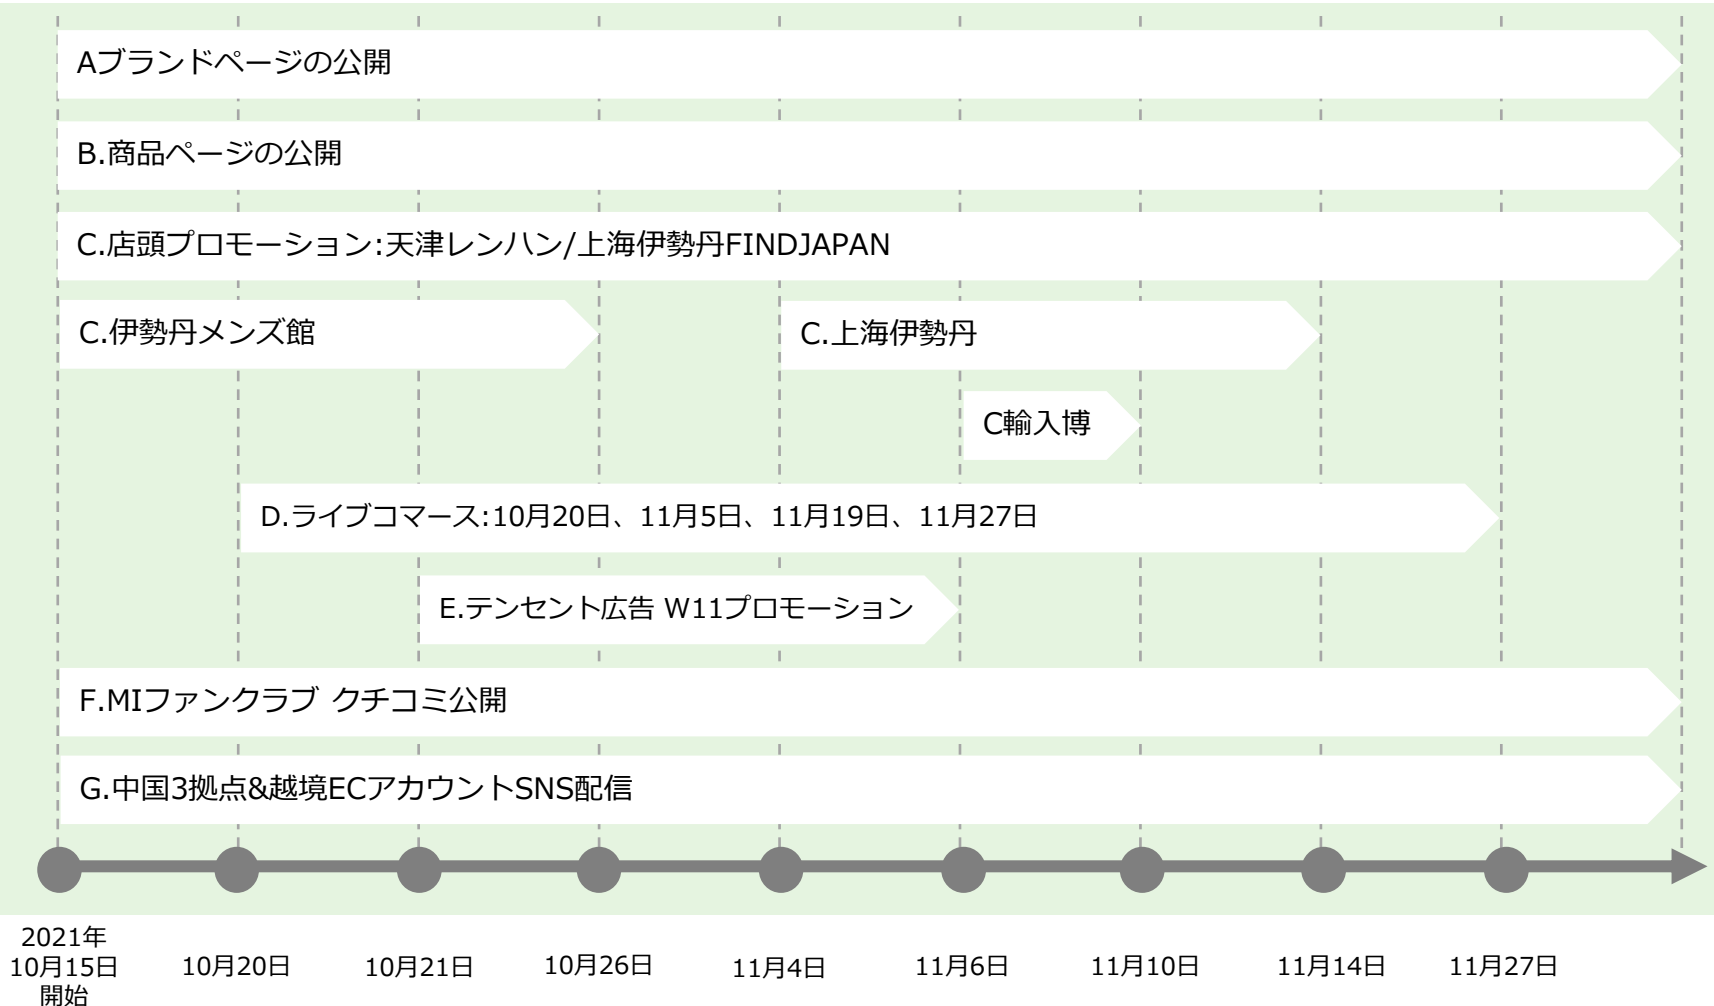 Aブランドページの公開
B.商品ページの公開
C.店頭プロモーション:天津レンハン/上海伊勢丹FINDJAPAN
C.伊勢丹メンズ館
C.上海伊勢丹
C輸入博
D.ライブコマース:10月20日、11月5日、11月19日、11月27日
E.テンセント広告 W11プロモーション
F.MIファンクラブ クチコミ公開
G.中国3拠点&越境ECアカウントSNS配信
2021年
10月15日
開始
10月20日
10月21日
10月26日
11月4日
11月6日
11月10日
11月14日
11月27日